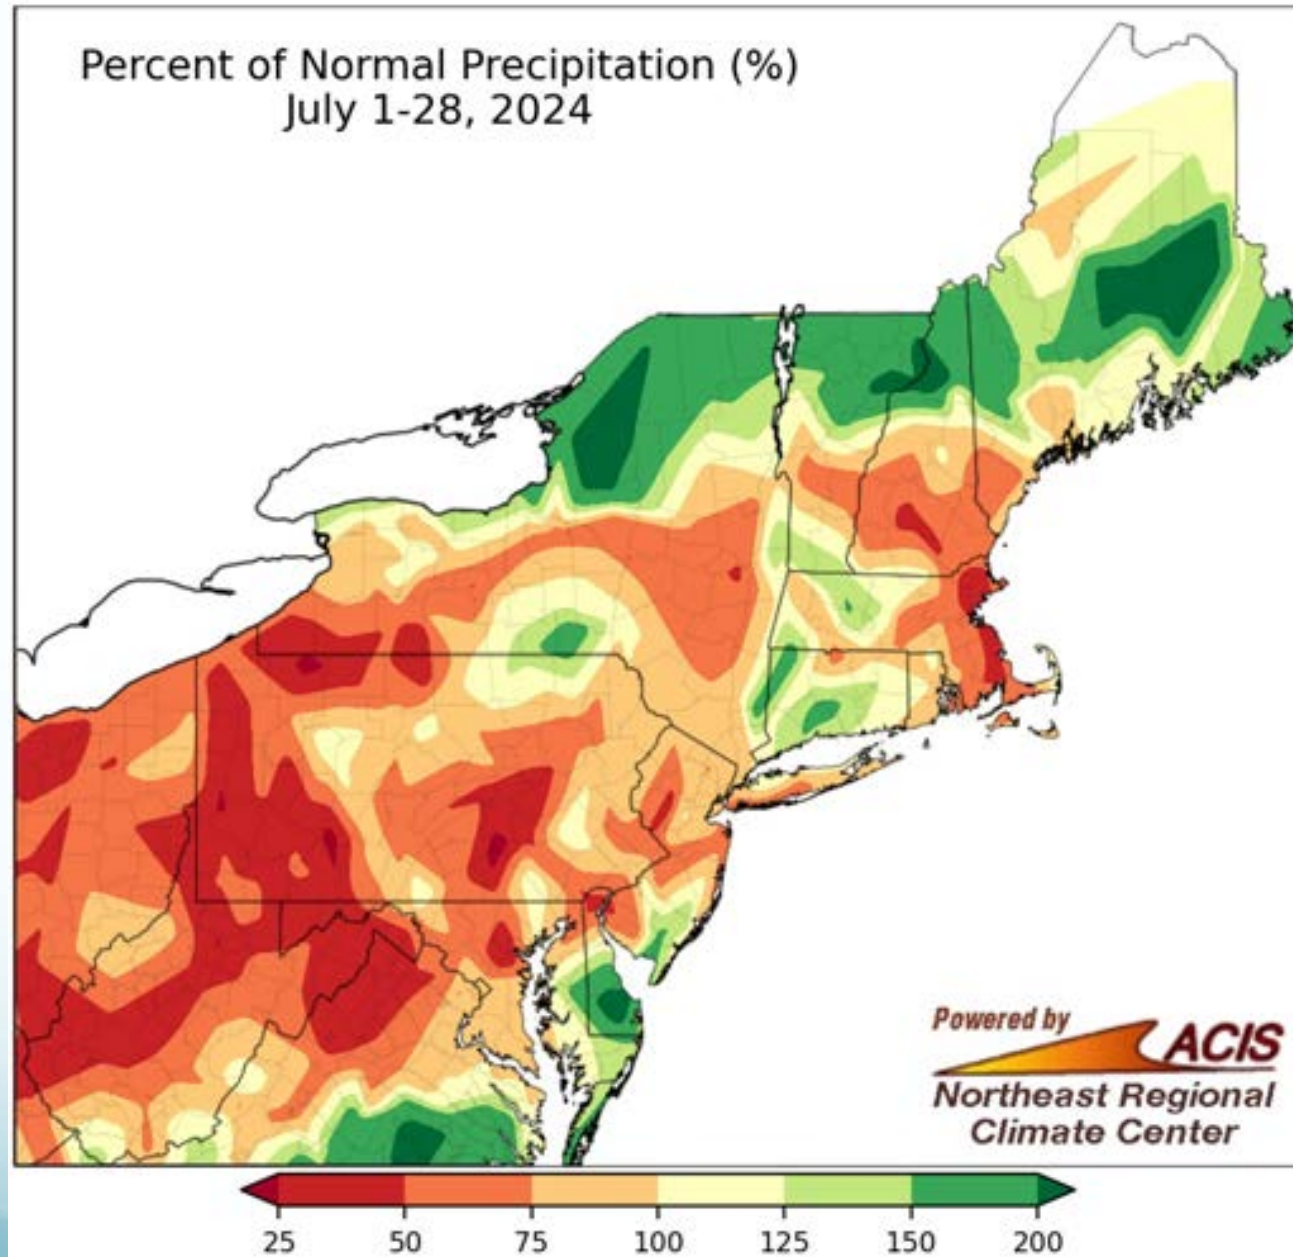 Percent of Normal Precipitation (%)
July 1-28, 2024
Powered by
ACIS
Northeast Regional
Climate Center
25 50 75 100 125 150 200